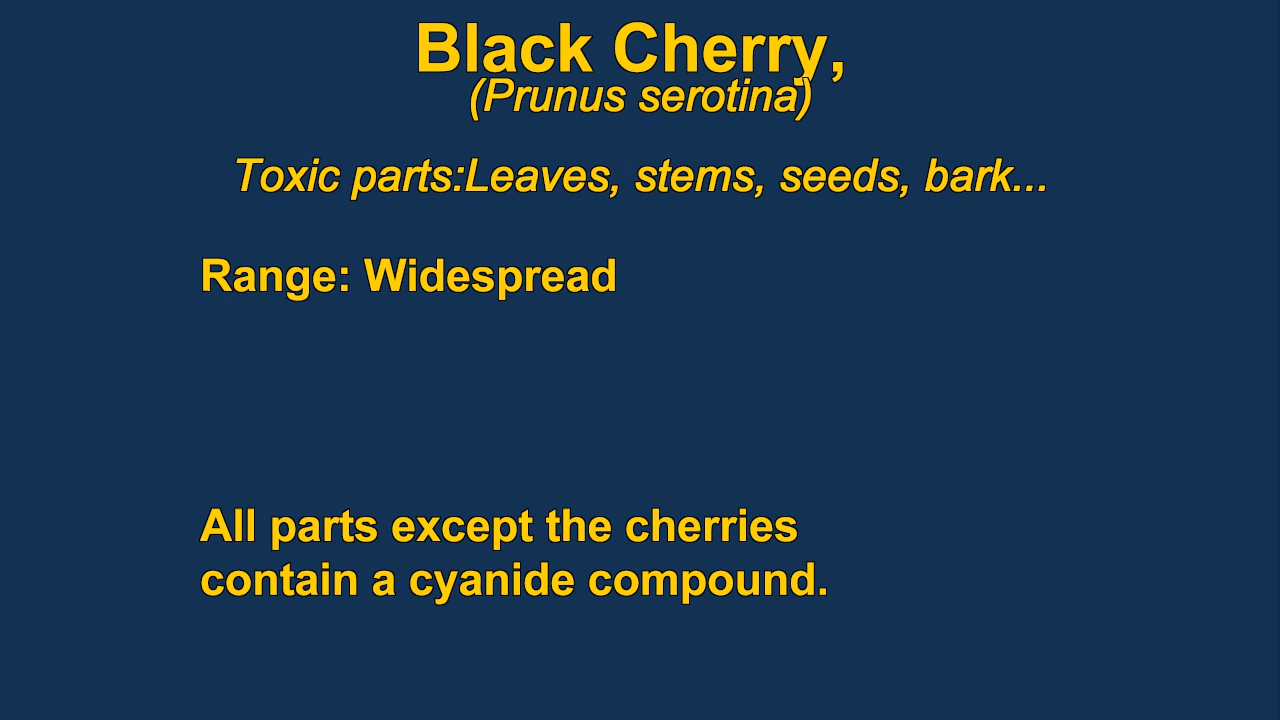 Black Cherry,
(Prunus serotina)
Toxic parts:Leaves, stems, seeds, bark...
Range: Widespread
All parts except the cherries
contain a cyanide compound.